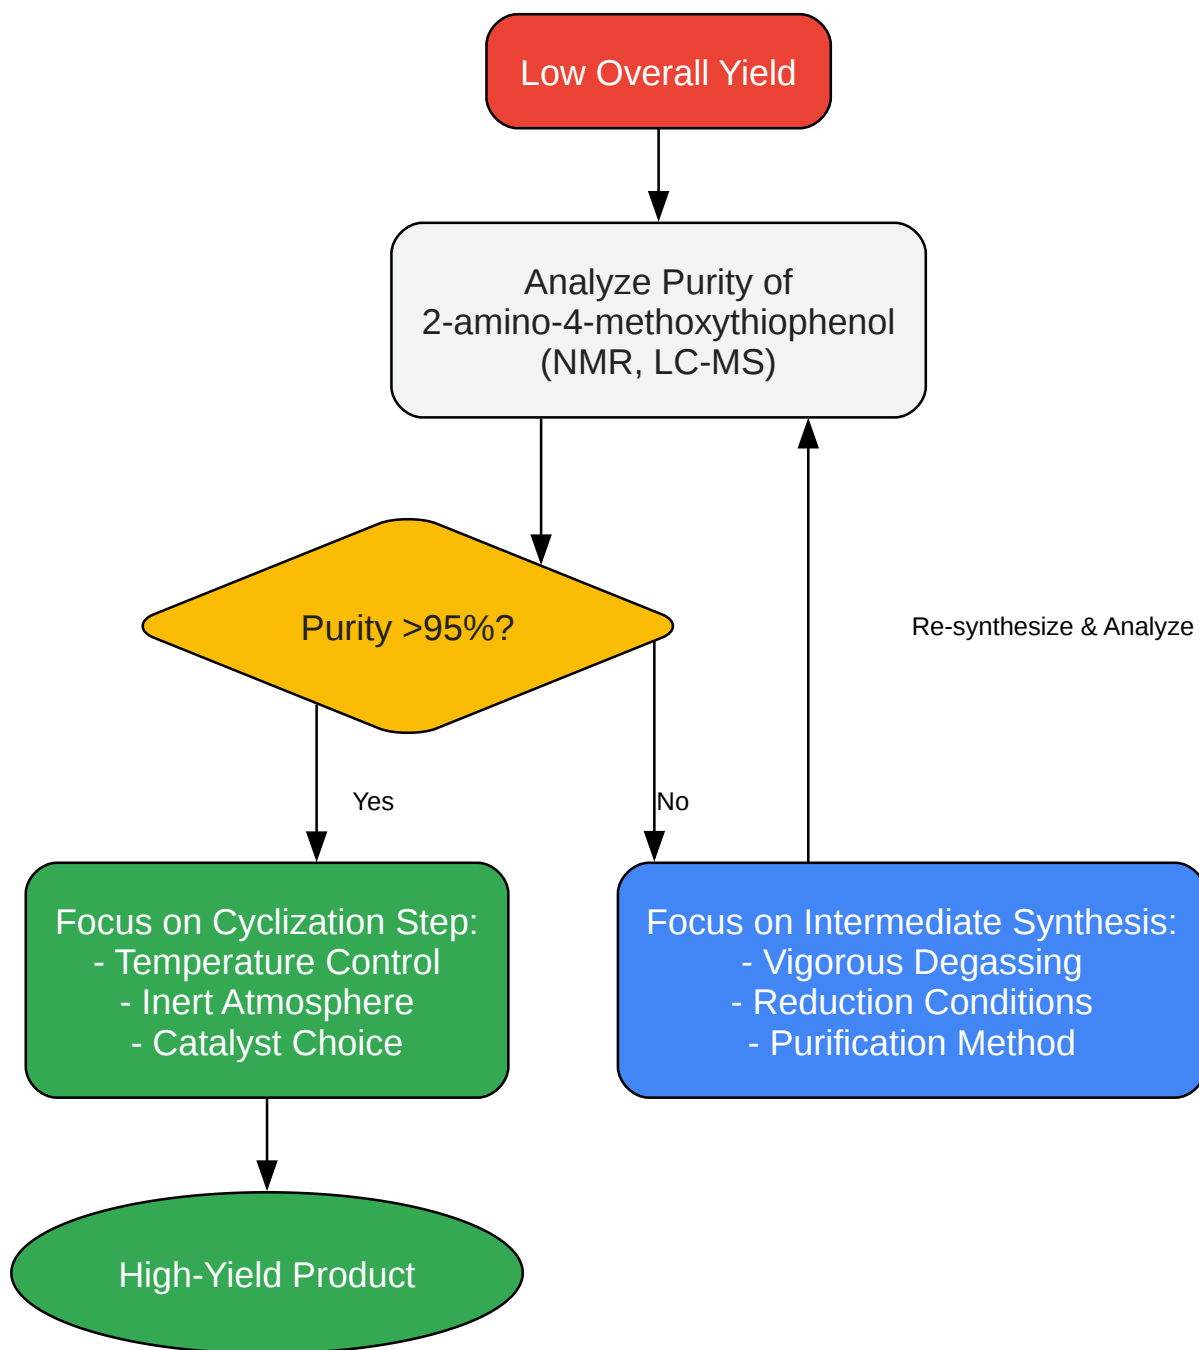 Low Overall Yield
Analyze Purity of
2-amino-4-methoxythiophenol
(NMR, LC-MS)
Purity >95%?
Re-synthesize & Analyze
Yes
No
Focus on Cyclization Step:
- Temperature Control
- Inert Atmosphere
- Catalyst Choice
Focus on Intermediate Synthesis:
- Vigorous Degassing
- Reduction Conditions
- Purification Method
High-Yield Product